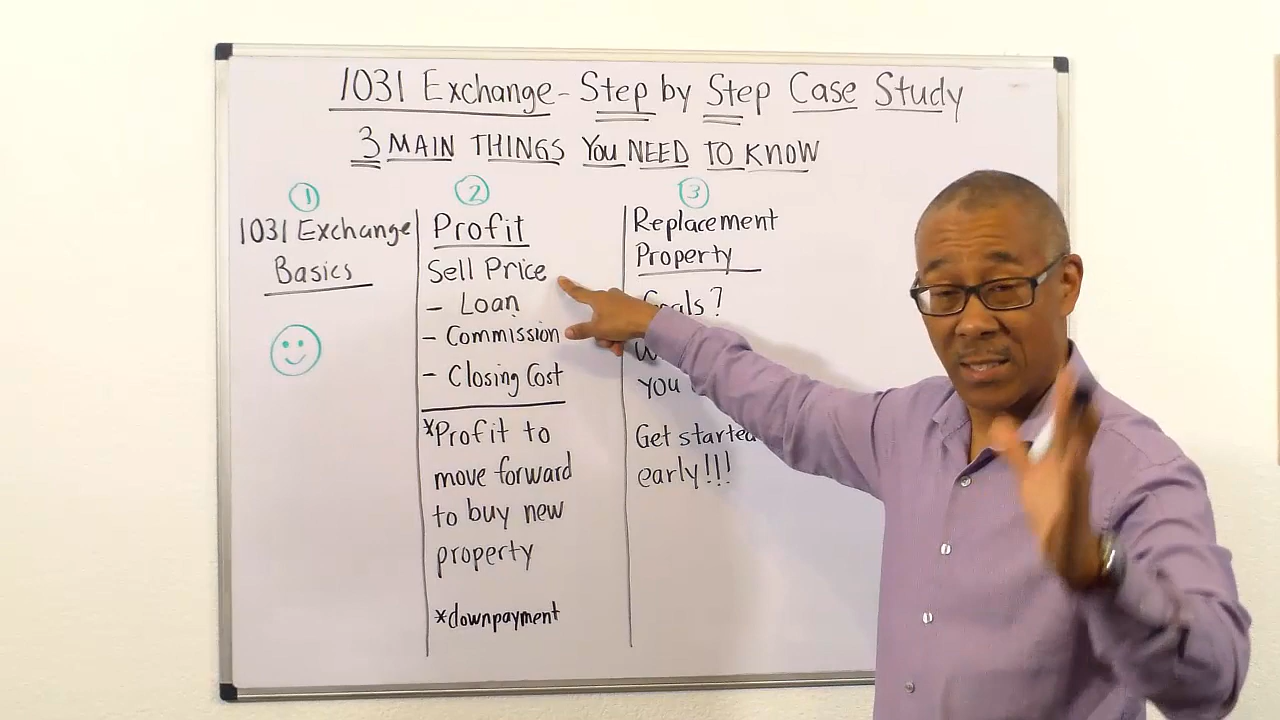 1031 Exchange - Step by Step Case Study
3 MAIN THINGS YOU NEED TO KNOW
1
1031 Exchange
Basics
2
Profit
Sell Price
- Loan
- Commission
- Closing Cost
*Profit to
move forward
to buy new
property
*downpayment
3
Replacement
Property
you
Get started
early!!!